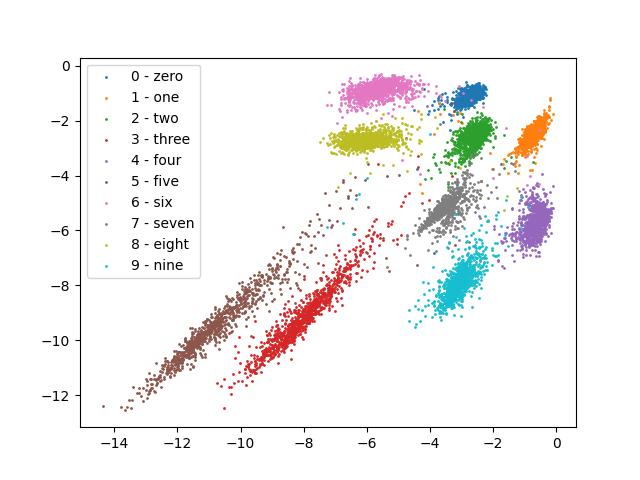 0
−2
−4
−6
−8
−10
−12
0 - zero
1 - one
2 - two
3 - three
4 - four
5 - five
6 - six
7 - seven
8 - eight
9 - nine
−14 −12 −10 −8 −6 −4 −2 0